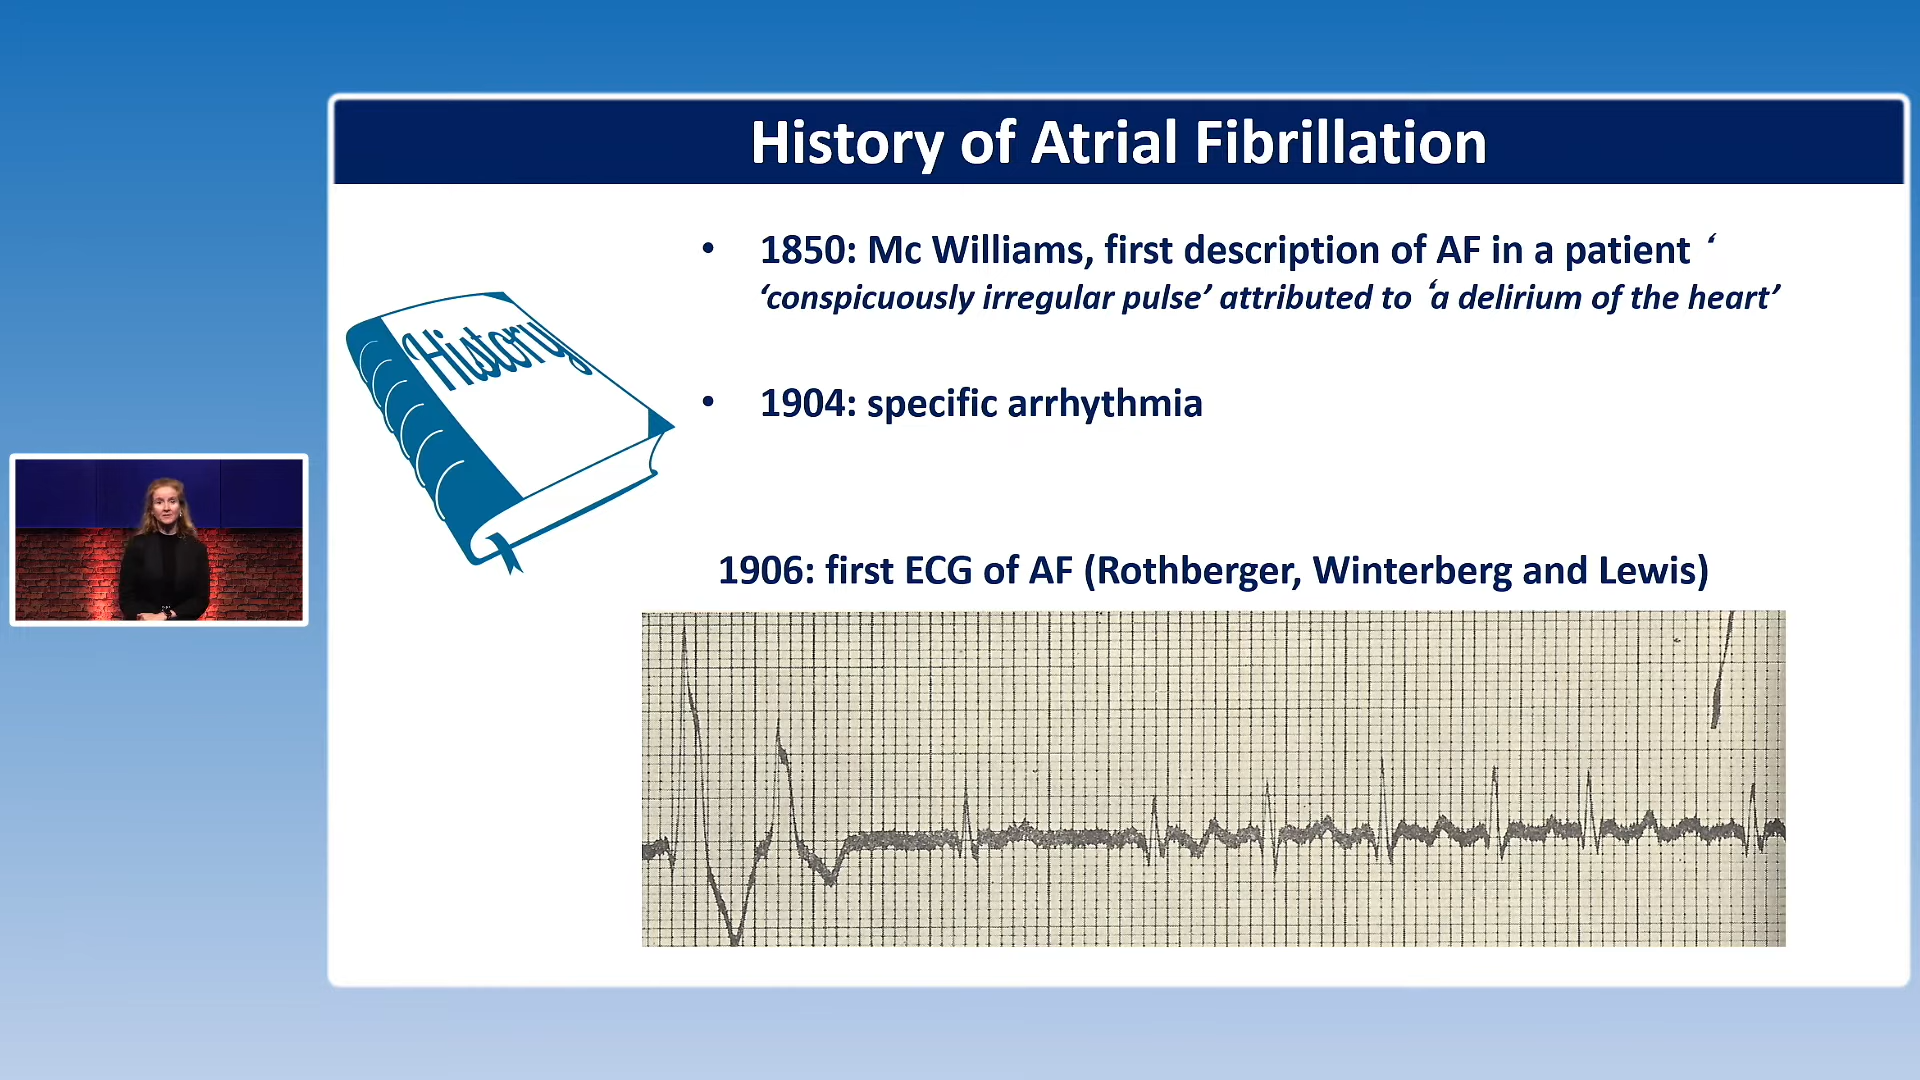 History of Atrial Fibrillation
• 1850: Mc Williams, first description of AF in a patient ‘
‘conspicuously irregular pulse’ attributed to ‘a delirium of the heart’
History
• 1904: specific arrhythmia
1906: first ECG of AF (Rothberger, Winterberg and Lewis)